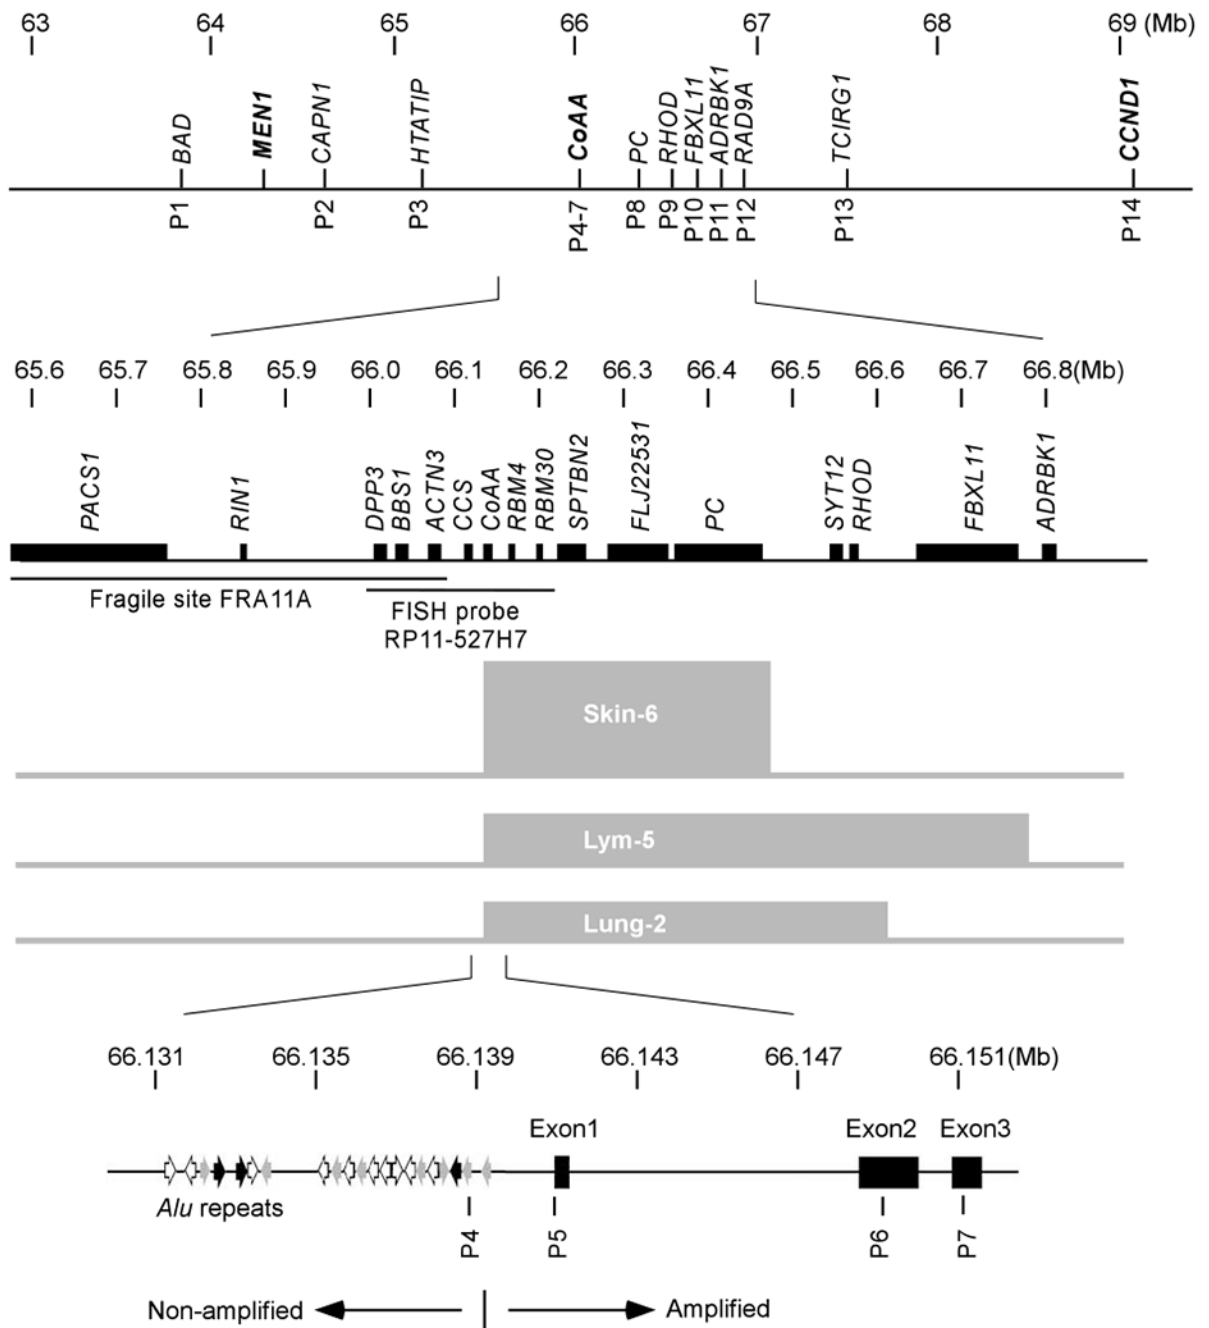 63 64 65 66 67 68 69 (Mb)
BAD MEN1 CAPN1 HTATIP CoAA PC RHOD FBXL11 ADRBK1 RAD9A TCIRG1 CCND1
P1 P2 P3 P4-7 P8 P9 P10 P11 P12 P13 P14
65.6 65.7 65.8 65.9 66.0 66.1 66.2 66.3 66.4 66.5 66.6 66.7 66.8(Mb)
PACS1 RIN1 DPP3 BBS1 ACTN3 CCS CoAA RBM4 RBM30 SPTBN2 FLJ22531 PC SYT12 RHOD FBXL11 ADRBK1
Fragile site FRA11A
FISH probe
RP11-527H7
Skin-6
Lym-5
Lung-2
66.131 66.135 66.139 66.143 66.147 66.151(Mb)
Exon1 Exon2 Exon3
Alu repeats
P4 P5 P6 P7
Non-amplified Amplified